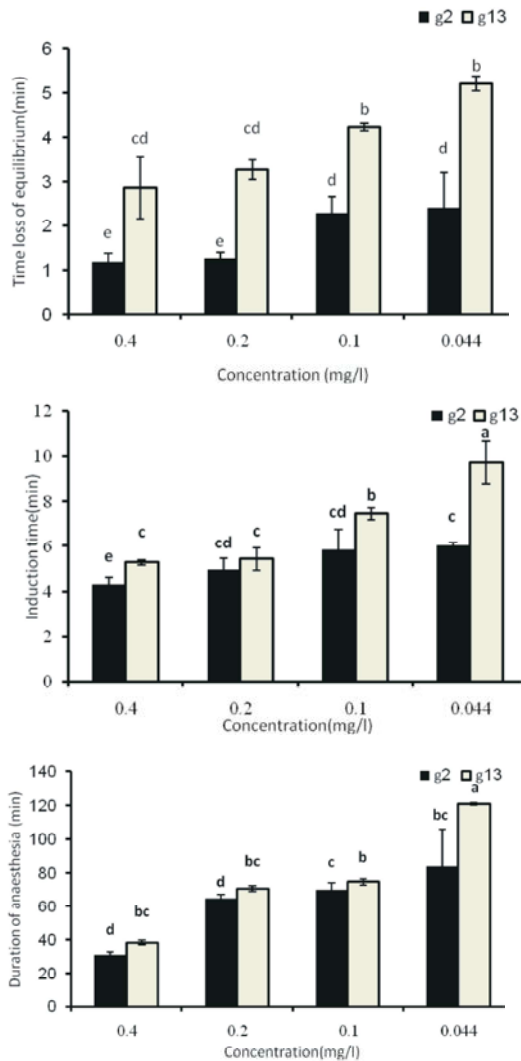 g2 g13
Time loss of equilibrium(min)
6
5
4
3
2
1
0
e cd e cd d b d b
0.4 0.2 0.1 0.044
Concentration (mg/l)
g2 g13
Induction time(min)
12
10
8
6
4
2
0
e c cd c cd b c a
0.4 0.2 0.1 0.044
Concentration(mg/l)
g2 g13
Duration of anaesthesia (min)
140
120
100
80
60
40
20
0
d bc d bc c b bc a
0.4 0.2 0.1 0.044
Concentration(mg/l)